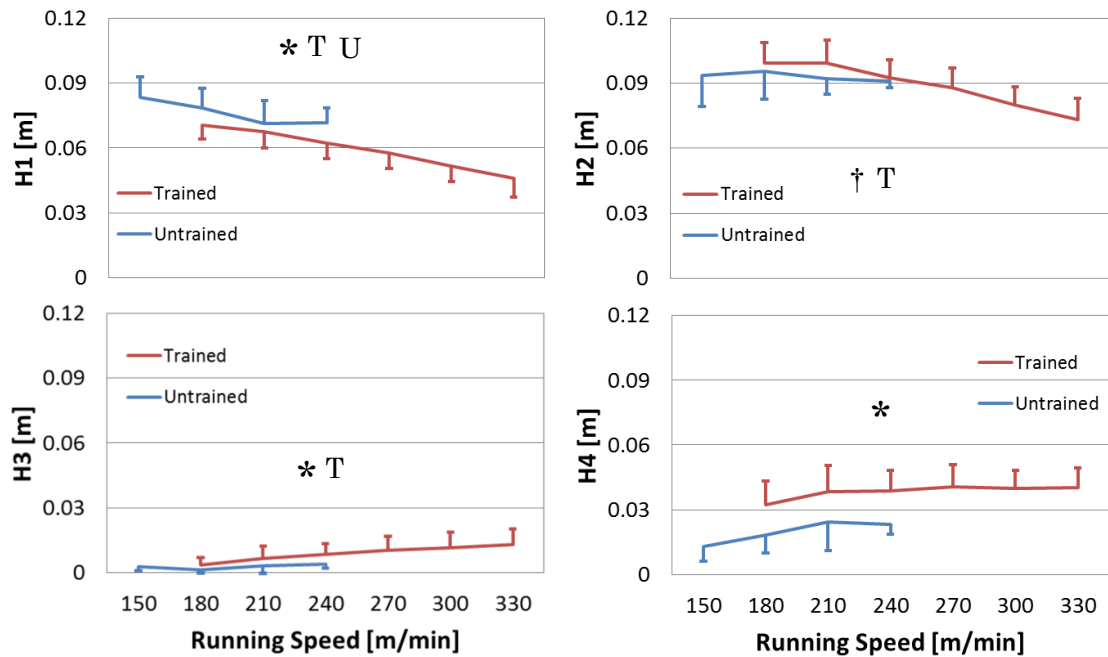 0.12
0.09
0.06
0.03
0
H1 [m]
* T U
Trained
Untrained
0.12
0.09
0.06
0.03
0
H2 [m]
† T
Trained
Untrained
0.12
0.09
0.06
0.03
0
H3 [m]
Trained
Untrained
* T
150 180 210 240 270 300 330
Running Speed [m/min]
0.12
0.09
0.06
0.03
0
H4 [m]
Trained
Untrained
*
150 180 210 240 270 300 330
Running Speed [m/min]